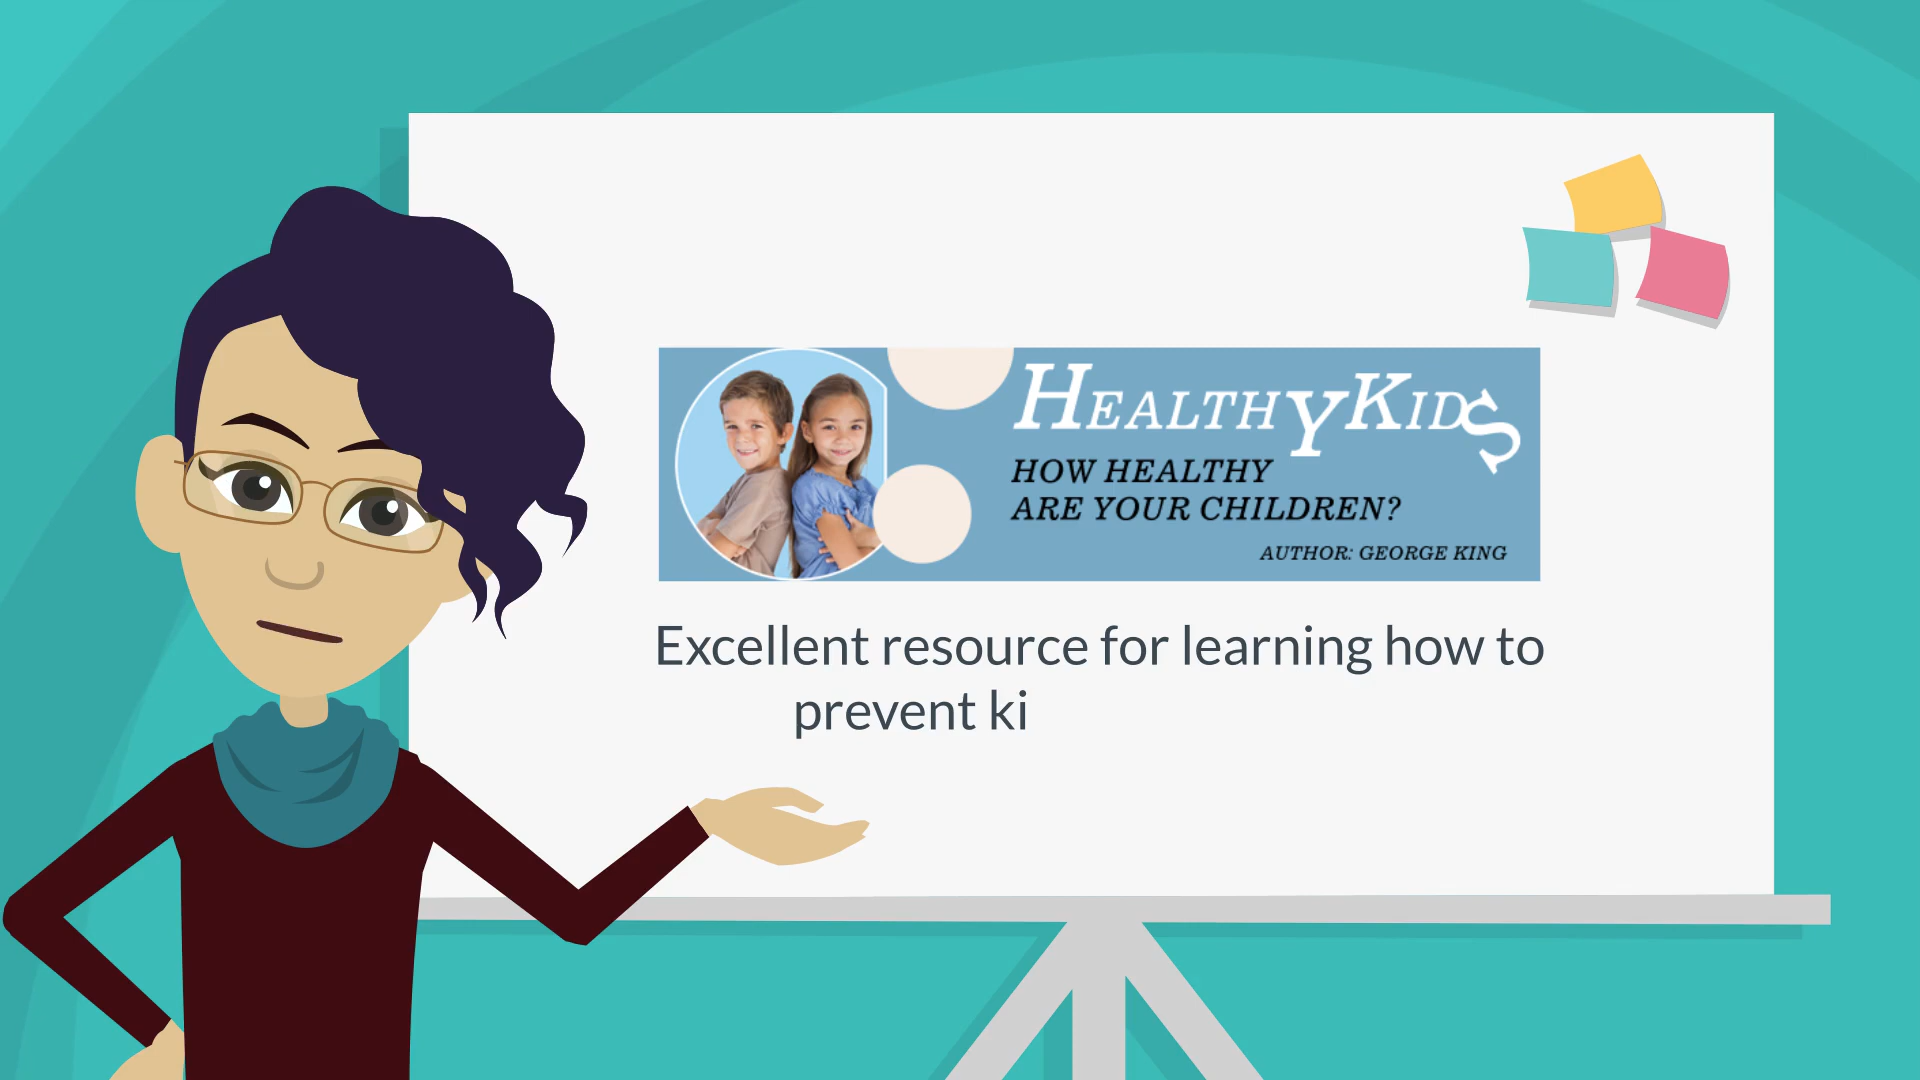 HEALTHYKIDS
HOW HEALTHY
ARE YOUR CHILDREN?
AUTHOR: GEORGE KING
Excellent resource for learning how to
prevent ki